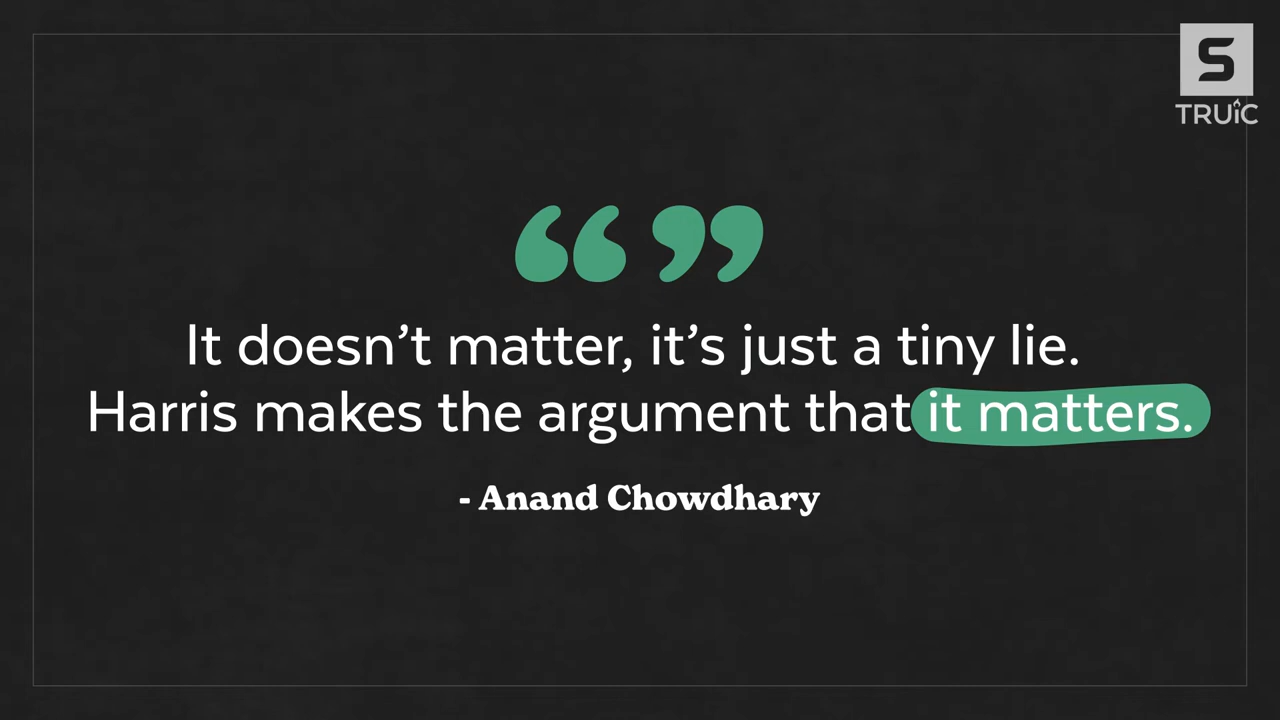 S
TRUiC
“ ”
It doesn’t matter, it’s just a tiny lie.
Harris makes the argument that it matters.
- Anand Chowdhary